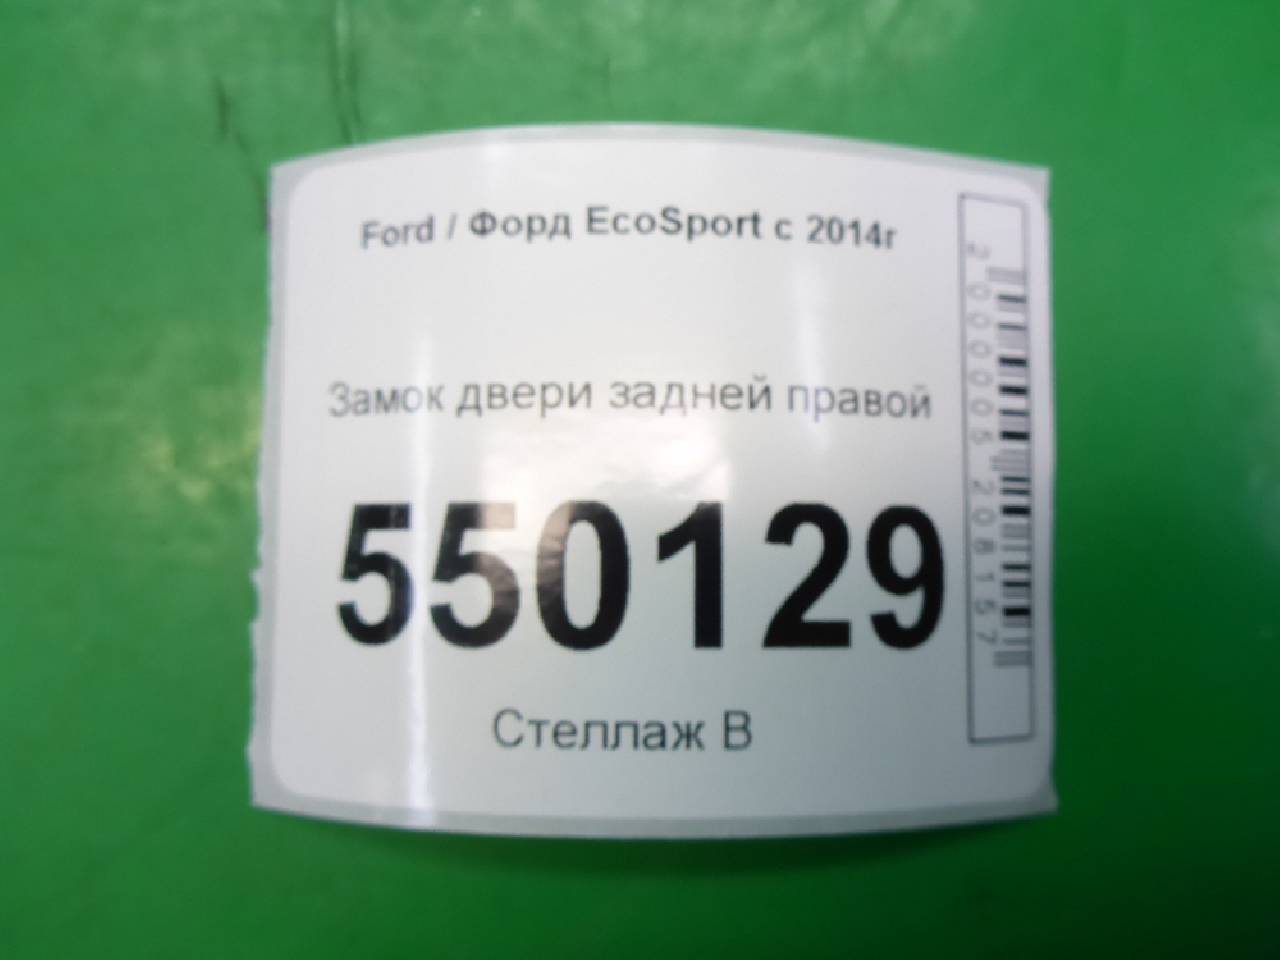 Ford / Форд EcoSport с 2014г
Замок двери задней правой
550129
Стеллаж В
2000005208157